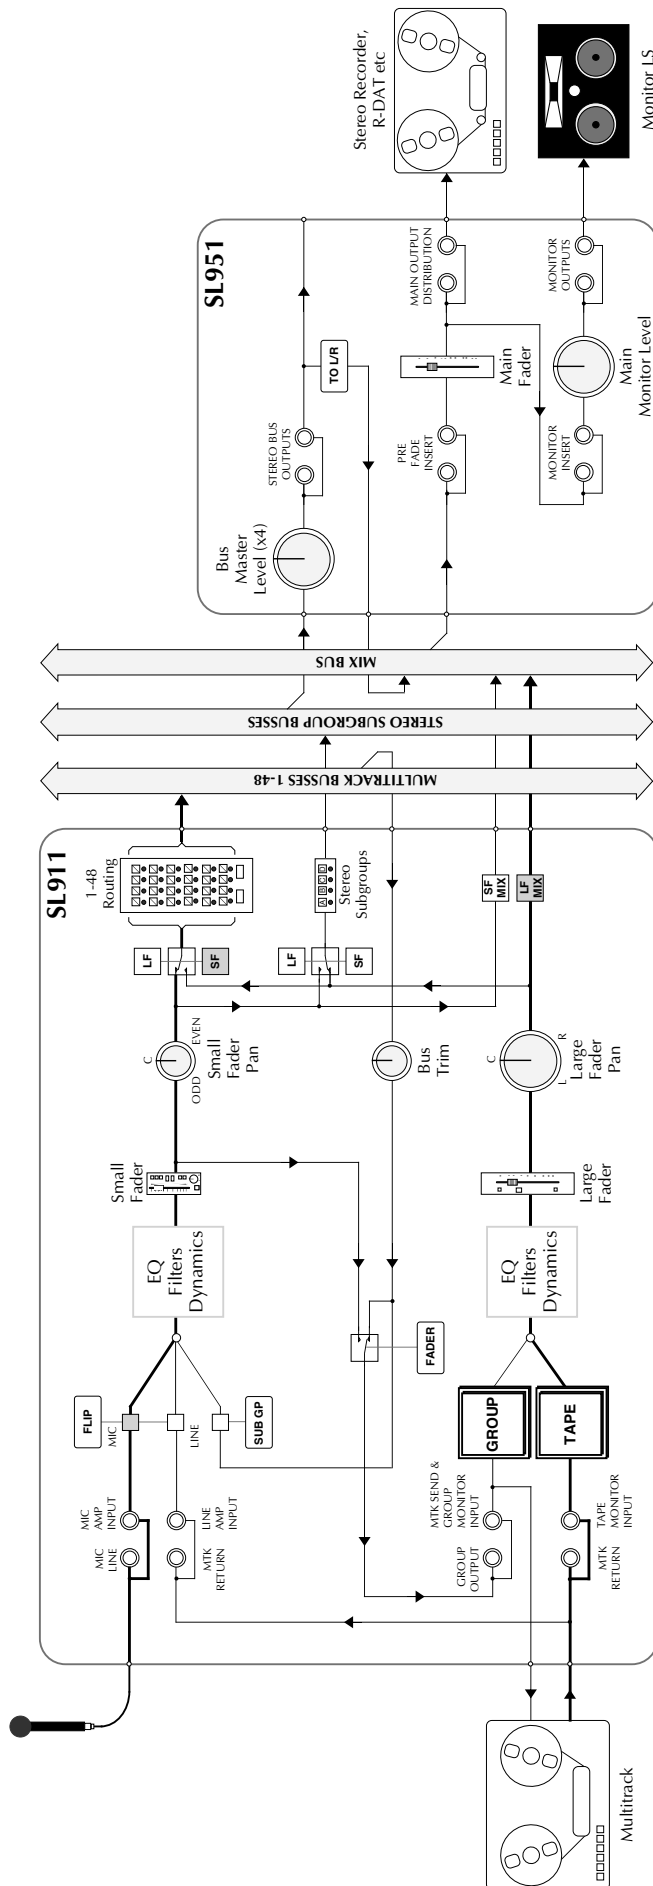 SL911
MIC
LINE
MIC
AMP
INPUT
FLIP
MIC
EQ
Filters
Dynamics
Small
Fader
C
ODD
EVEN
Small
Fader
Pan
LF
SF
1-48
Routing
MTK
RETURN
LINE
AMP
INPUT
LINE
SUB GP
FADER
Bus
Trim
LF
SF
A
B
C
D
Stereo
Subgroups
GROUP
OUTPUT
MTK SEND &
GROUP
MONITOR
INPUT
GROUP
MTK
RETURN
TAPE
MONITOR
INPUT
TAPE
EQ
Filters
Dynamics
Large
Fader
C
L
R
Large
Fader
Pan
SF
MIX
LF
MIX
Multitrack
MULTITRACK BUSSES 1-48
STEREO SUBGROUP BUSSES
MIX BUS
SL951
Bus
Master
Level (x4)
STEREO BUS
OUTPUTS
TO L/R
PRE
FADE
INSERT
Main
Fader
MAIN OUTPUT
DISTRIBUTION
MONITOR
INSERT
Main
Monitor Level
MONITOR
OUTPUTS
Stereo Recorder,
R-DAT etc
Monitor LS